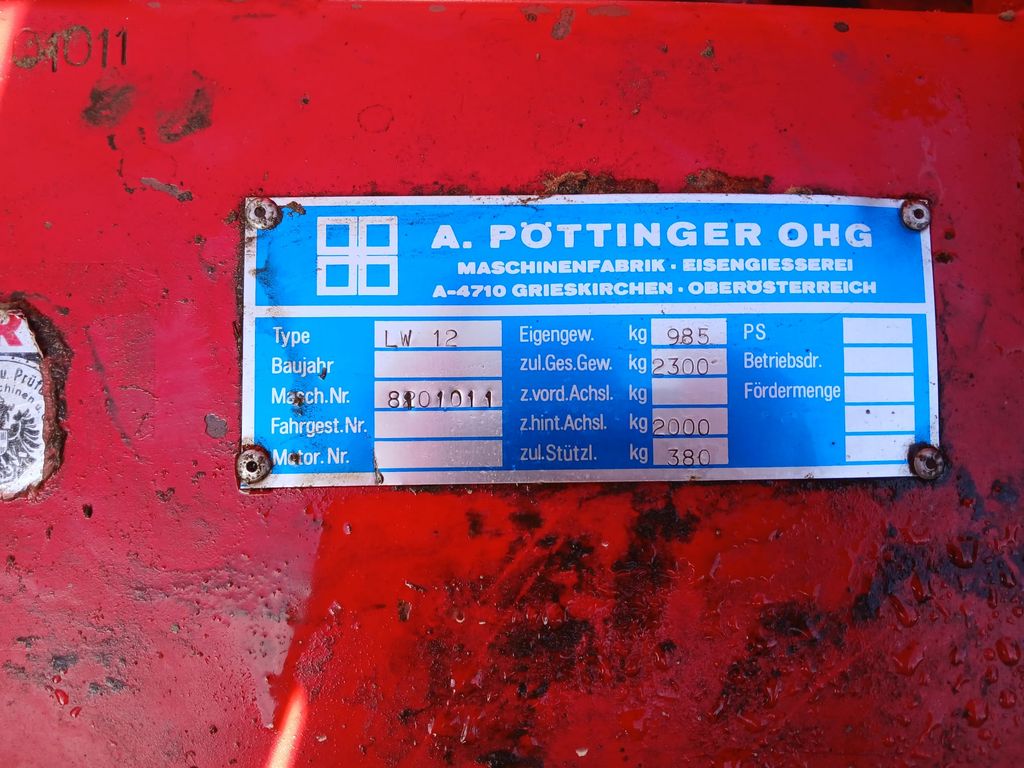 01011
A. PÖTTINGER OHG
MASCHINENFABRIK · EISENGIESSEREI
A-4710 GRIESKIRCHEN · OBERÖSTERREICH
Type LW 12 Eigengew. kg 985 PS
Baujahr zul.Ges.Gew. kg 2300 Betriebsdr.
Masch.Nr. 8101011 z.vord.Achsl. kg Fördermenge
Fahrgest.Nr. z.hint.Achsl. kg 2000
Motor.Nr. zul.Stützl. kg 380
u. Prüf